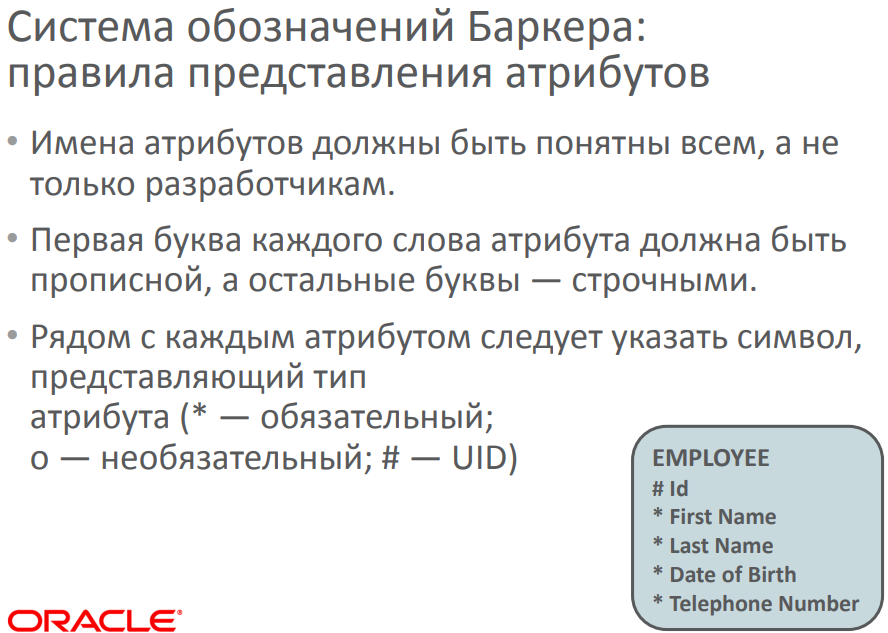 Система обозначений Баркера:
правила представления атрибутов
• Имена атрибутов должны быть понятны всем, а не
только разработчикам.
• Первая буква каждого слова атрибута должна быть
прописной, а остальные буквы — строчными.
• Рядом с каждым атрибутом следует указать символ,
представляющий тип
атрибута (* — обязательный;
о — необязательный; # — UID)
EMPLOYEE
# Id
* First Name
* Last Name
* Date of Birth
* Telephone Number
ORACLE®